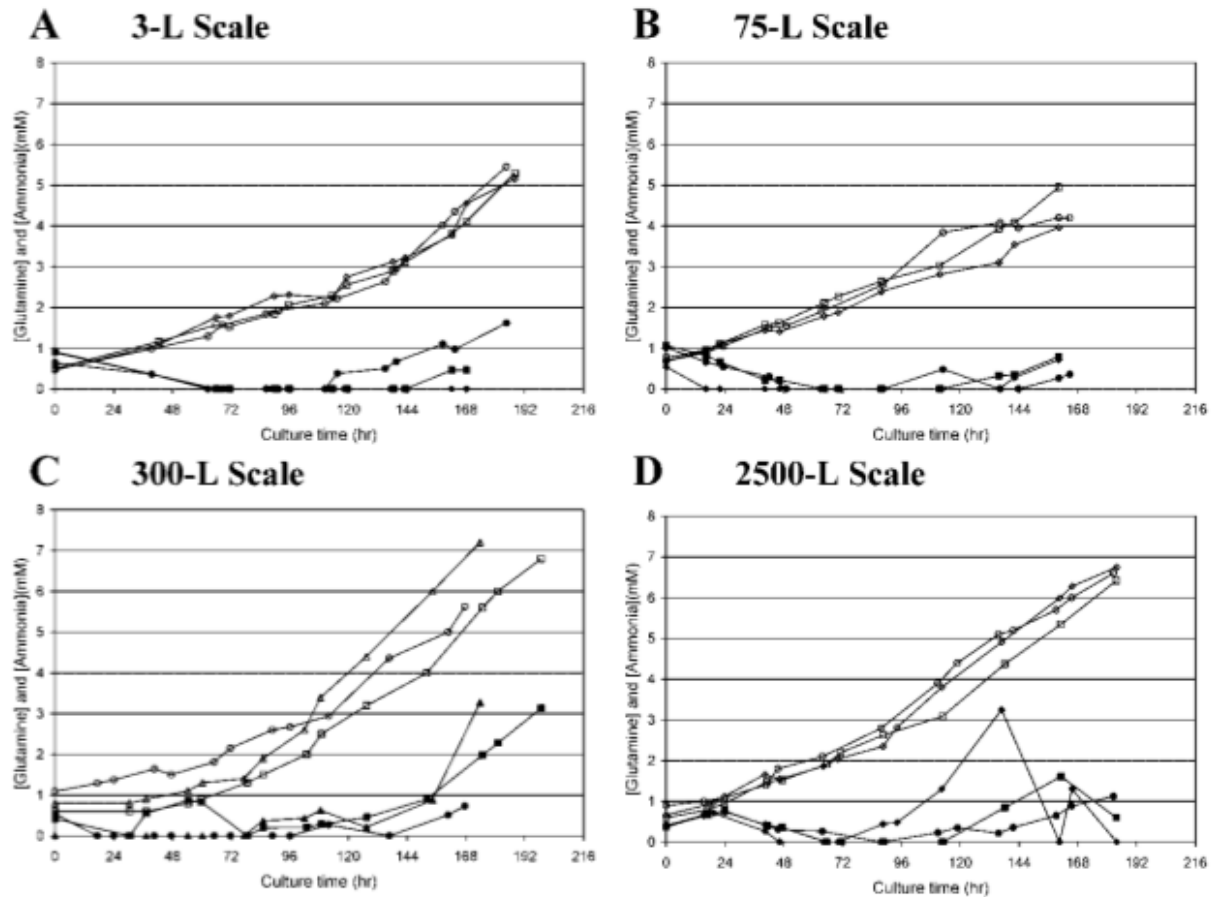 A 3-L Scale
[Glutamine] and [Ammonia](mM)
8
7
6
5
4
3
2
1
0
0 24 48 72 96 120 144 168 192 216
Culture time (hr)
B 75-L Scale
[Glutamine] and [Ammonia](mM)
8
7
6
5
4
3
2
1
0
0 24 48 72 96 120 144 168 192 216
Culture time (hr)
C 300-L Scale
[Glutamine] and [Ammonia](mM)
8
7
6
5
4
3
2
1
0
0 24 48 72 96 120 144 168 192 216
Culture time (hr)
D 2500-L Scale
[Glutamine] and [Ammonia](mM)
8
7
6
5
4
3
2
1
0
0 24 48 72 96 120 144 168 192 216
Culture time (hr)